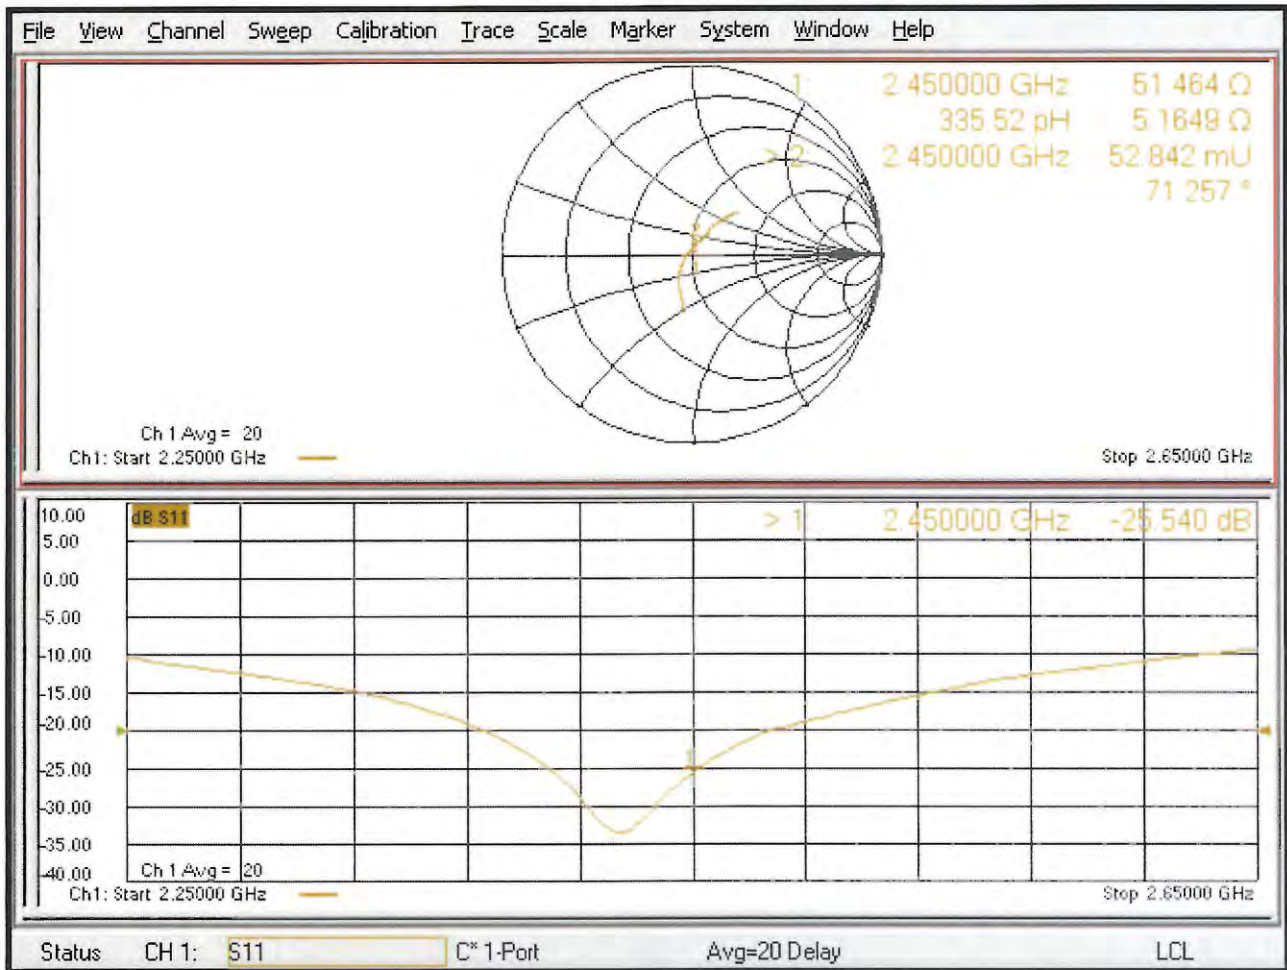 File View Channel Sweep Calibration Trace Scale Marker System Window Help
1: 2.450000 GHz 51.464 Ω
335.52 pH 5.1649 Ω
> 2: 2.450000 GHz 52.842 mU
71.257 °
Ch 1 Avg = 20
Ch1: Start 2.25000 GHz
Stop 2.65000 GHz
10.00
dB S11
> 1: 2.450000 GHz -25.540 dB
5.00
0.00
-5.00
-10.00
-15.00
-20.00
-25.00
1
-30.00
-35.00
-40.00
Ch 1 Avg = 20
Ch1: Start 2.25000 GHz
Stop 2.65000 GHz
Status CH 1: S11 C* 1-Port Avg=20 Delay LCL